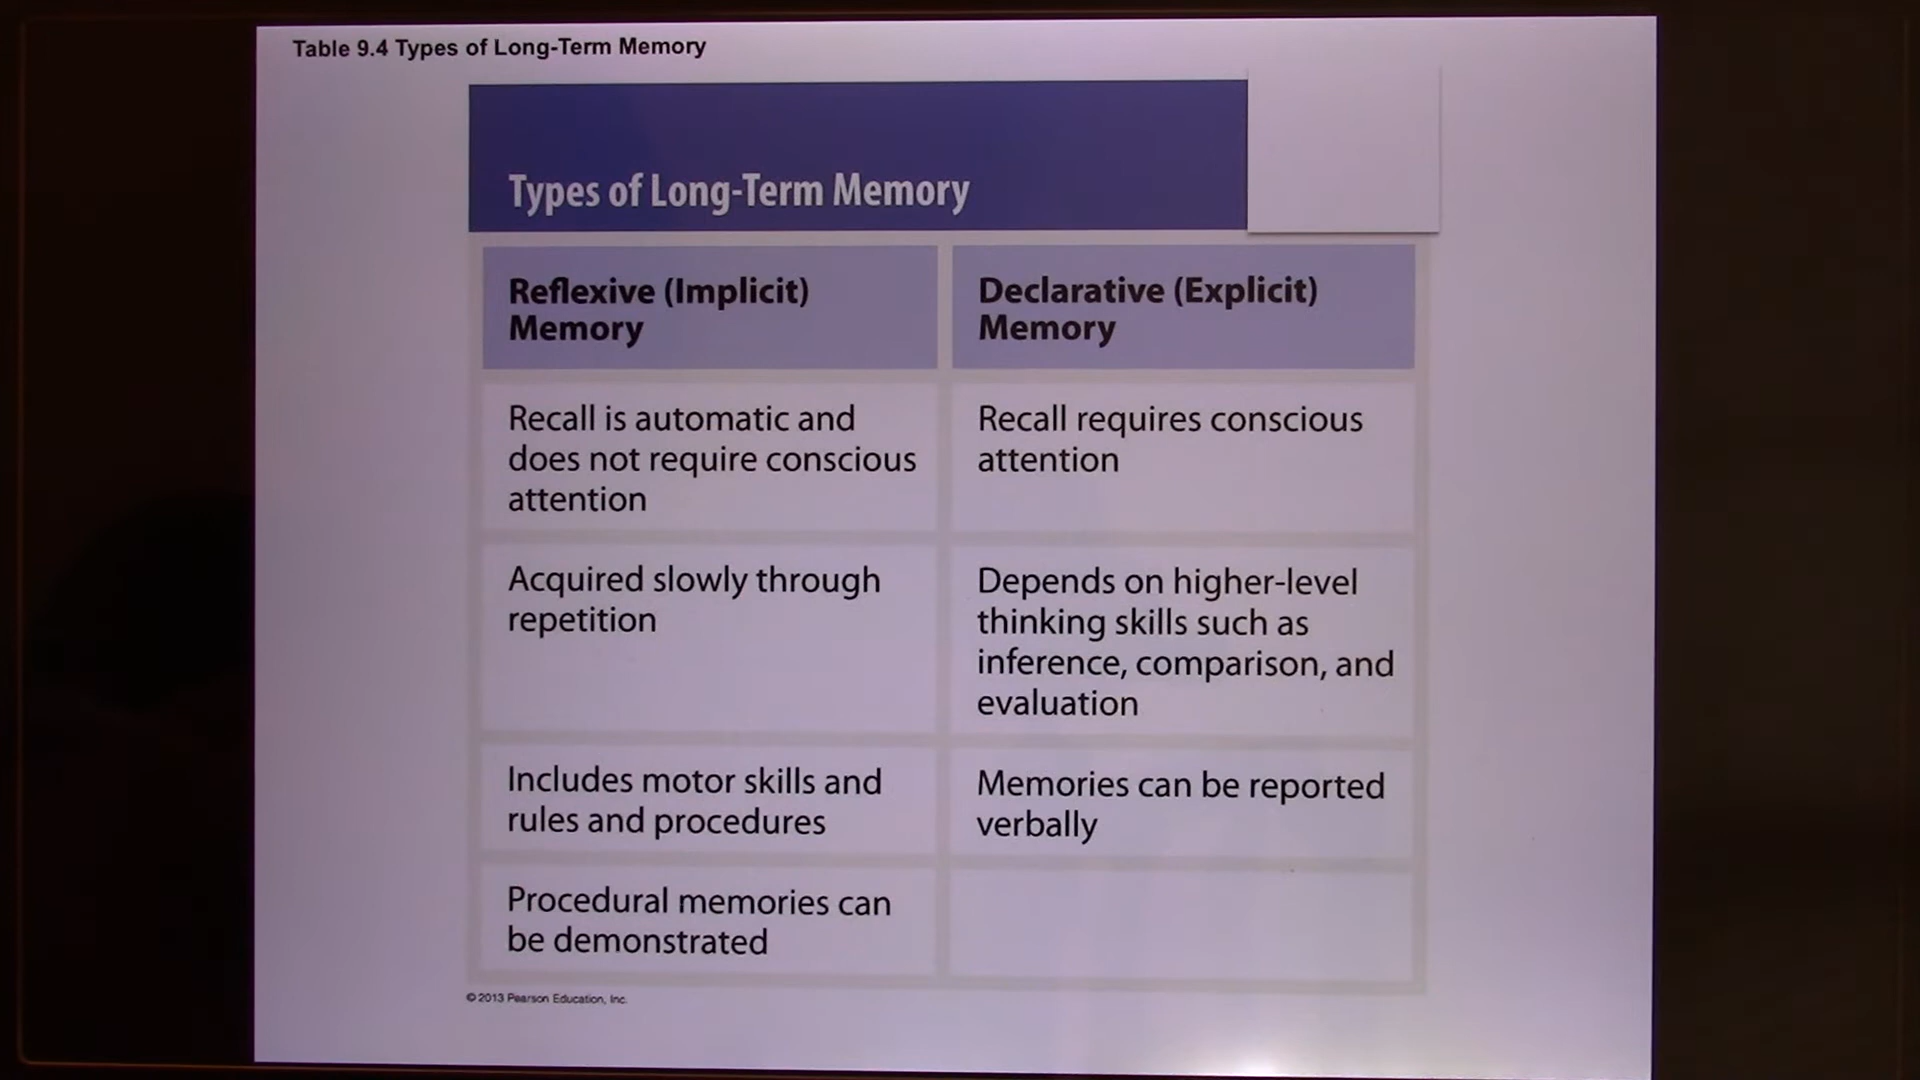 Table 9.4 Types of Long-Term Memory
Types of Long-Term Memory
Reflexive (Implicit)
Memory
Declarative (Explicit)
Memory
Recall is automatic and
does not require conscious
attention
Recall requires conscious
attention
Acquired slowly through
repetition
Depends on higher-level
thinking skills such as
inference, comparison, and
evaluation
Includes motor skills and
rules and procedures
Memories can be reported
verbally
Procedural memories can
be demonstrated
© 2013 Pearson Education, Inc.